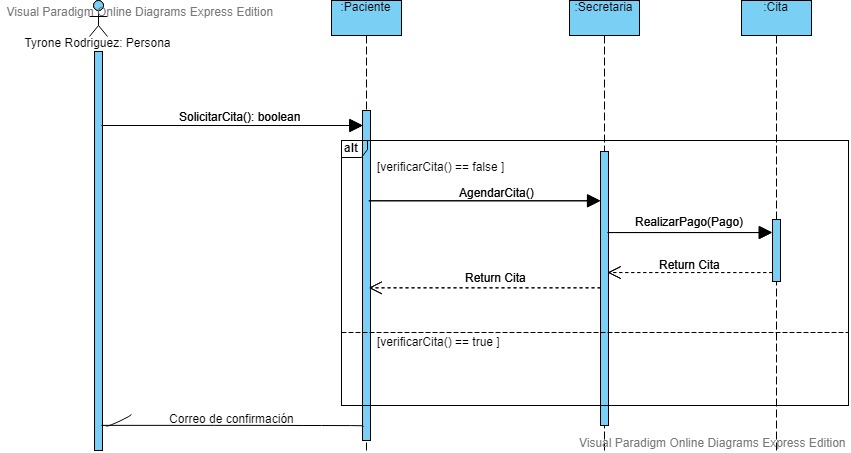 Visual Paradigm Online Diagrams Express Edition
:Paciente
:Secretaria
:Cita
Tyrone Rodriguez: Persona
SolicitarCita(): boolean
alt
[verificarCita() == false ]
AgendarCita()
RealizarPago(Pago)
Return Cita
Return Cita
[verificarCita() == true ]
Correo de confirmación
Visual Paradigm Online Diagrams Express Edition